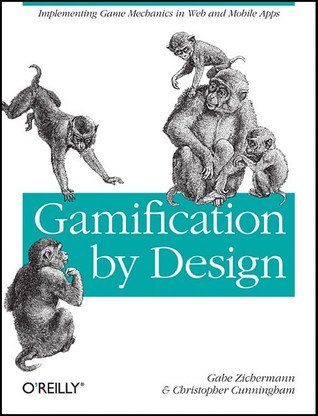 Implementing Game Mechanics in Web and Mobile Apps
Gamification
by Design
O'REILLY®
Gabe Zichermann
& Christopher Cunningham